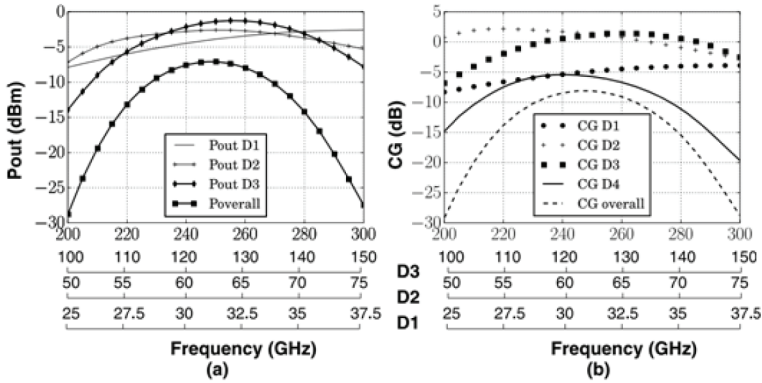 5
0
−5
−10
−15
−20
−25
−30
Pout (dBm)
Pout D1
Pout D2
Pout D3
Poverall
200 220 240 260 280 300
100 110 120 130 140 150
50 55 60 65 70 75
25 27.5 30 32.5 35 37.5
Frequency (GHz)
(a)
D3
D2
D1
5
0
−5
−10
−15
−20
−25
−30
CG (dB)
CG D1
CG D2
CG D3
CG D4
CG overall
200 220 240 260 280 300
100 110 120 130 140 150
50 55 60 65 70 75
25 27.5 30 32.5 35 37.5
Frequency (GHz)
(b)